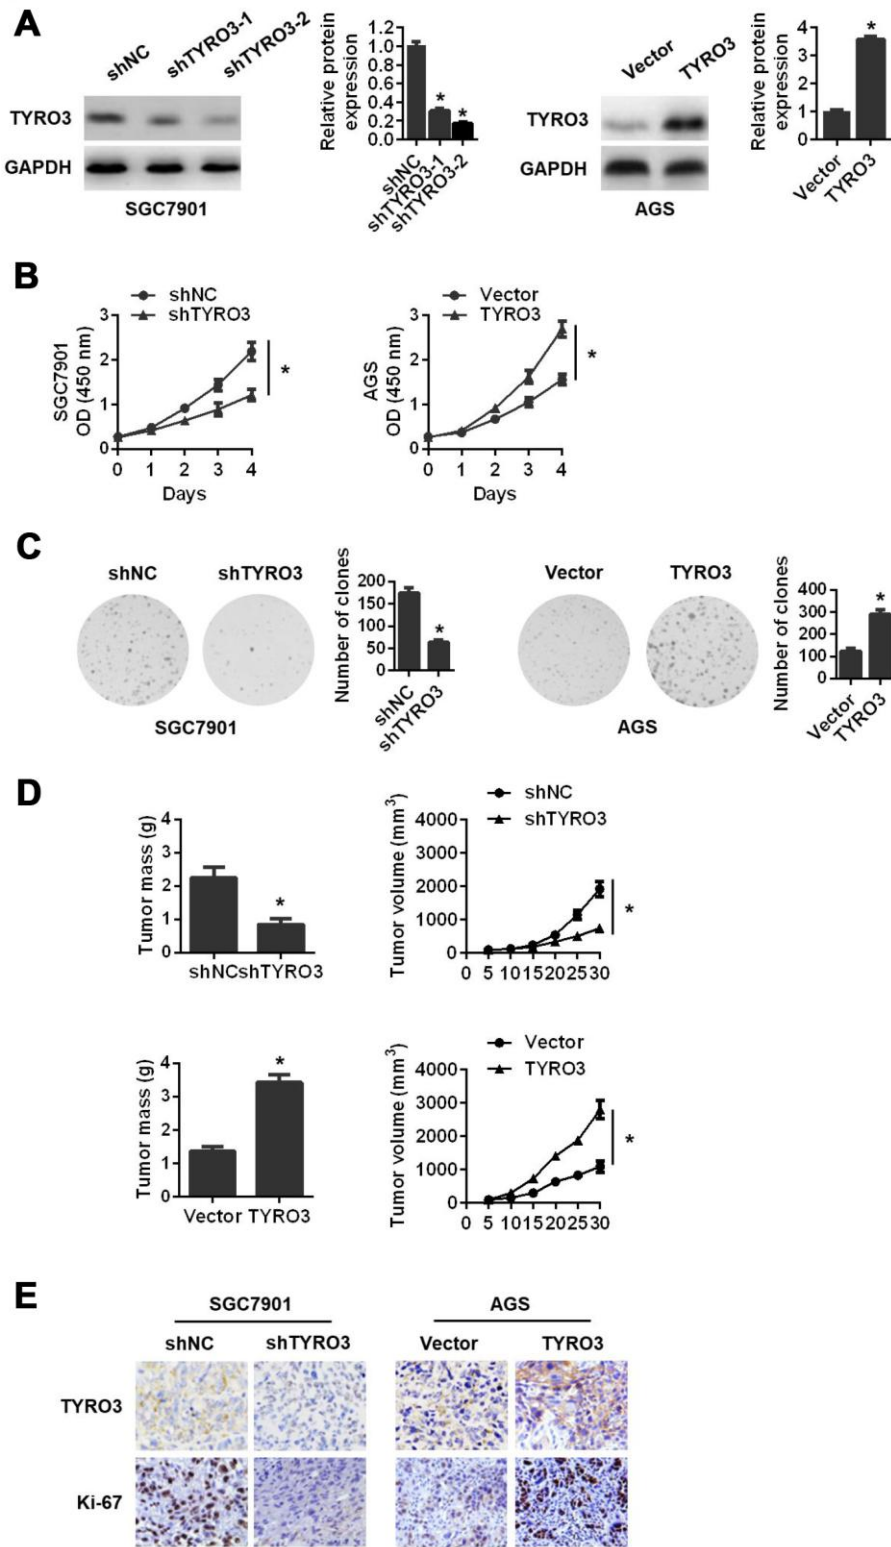 A
shNC shTYRO3-1 shTYRO3-2
TYRO3
GAPDH
SGC7901
Relative protein
expression
1.2
1.0
0.8
0.6
0.4
0.2
0.0
*
*
shNC
shTYRO3-1
shTYRO3-2
Vector TYRO3
TYRO3
GAPDH
AGS
Relative protein
expression
4
3
2
1
0
*
Vector
TYRO3
B
shNC
shTYRO3
SGC7901
OD (450 nm)
3
2
1
0
*
0 1 2 3 4
Days
Vector
TYRO3
AGS
OD (450 nm)
3
2
1
0
*
0 1 2 3 4
Days
C
shNC shTYRO3
SGC7901
Number of clones
200
150
100
50
0
*
shNC
shTYRO3
Vector TYRO3
AGS
Number of clones
400
300
200
100
0
*
Vector
TYRO3
D
Tumor mass (g)
4
3
2
1
0
*
shNCshTYRO3
shNC
shTYRO3
Tumor volume (mm3)
4000
3000
2000
1000
0
*
0 5 10 15 20 25 30
Tumor mass (g)
4
3
2
1
0
*
Vector TYRO3
Vector
TYRO3
Tumor volume (mm3)
4000
3000
2000
1000
0
*
0 5 10 15 20 25 30
E
SGC7901 AGS
shNC shTYRO3 Vector TYRO3
TYRO3
Ki-67